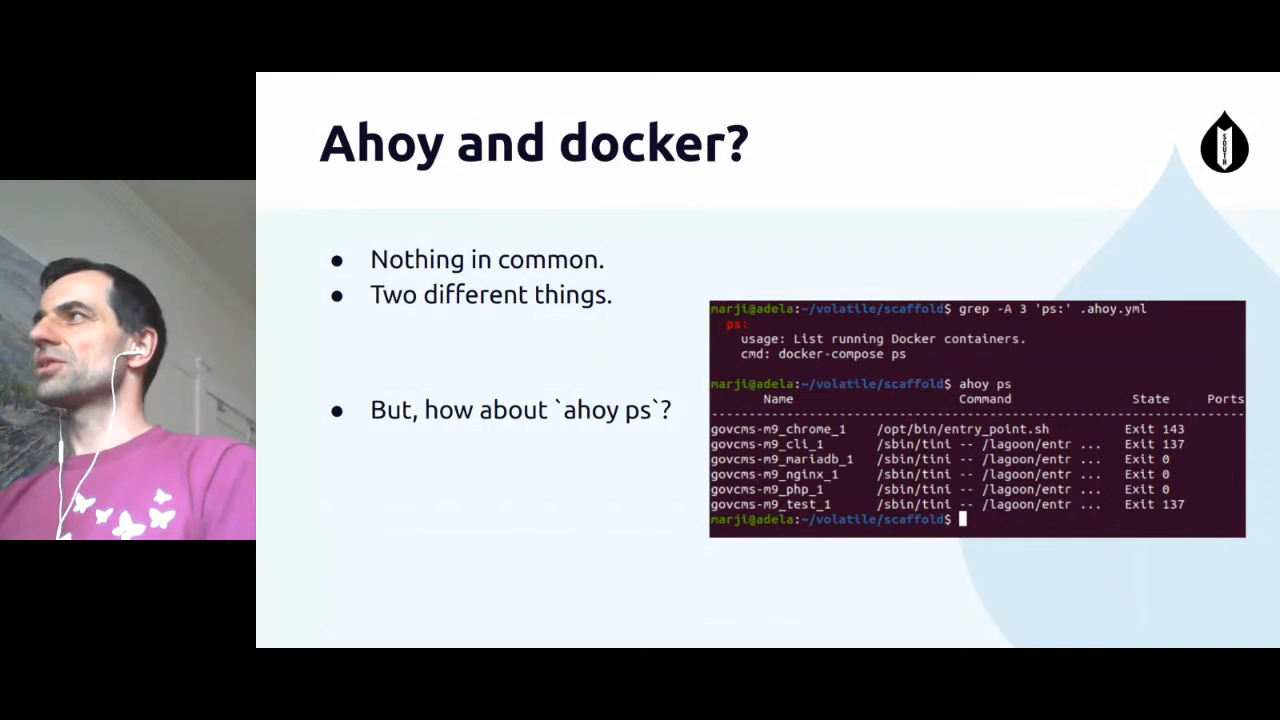 Ahoy and docker?
SOUTH
● Nothing in common.
● Two different things.
● But, how about `ahoy ps`?
marji@adela:~/volatile/scaffold$ grep -A 3 'ps:' .ahoy.yml
ps:
usage: List running Docker containers.
cmd: docker-compose ps
marji@adela:~/volatile/scaffold$ ahoy ps
Name Command State Ports
--------------------------------------------------------------------------------
govcms-m9_chrome_1 /opt/bin/entry_point.sh Exit 143
govcms-m9_cli_1 /sbin/tini -- /lagoon/entr ... Exit 137
govcms-m9_mariadb_1 /sbin/tini -- /lagoon/entr ... Exit 0
govcms-m9_nginx_1 /sbin/tini -- /lagoon/entr ... Exit 0
govcms-m9_php_1 /sbin/tini -- /lagoon/entr ... Exit 0
govcms-m9_test_1 /sbin/tini -- /lagoon/entr ... Exit 137
marji@adela:~/volatile/scaffold$